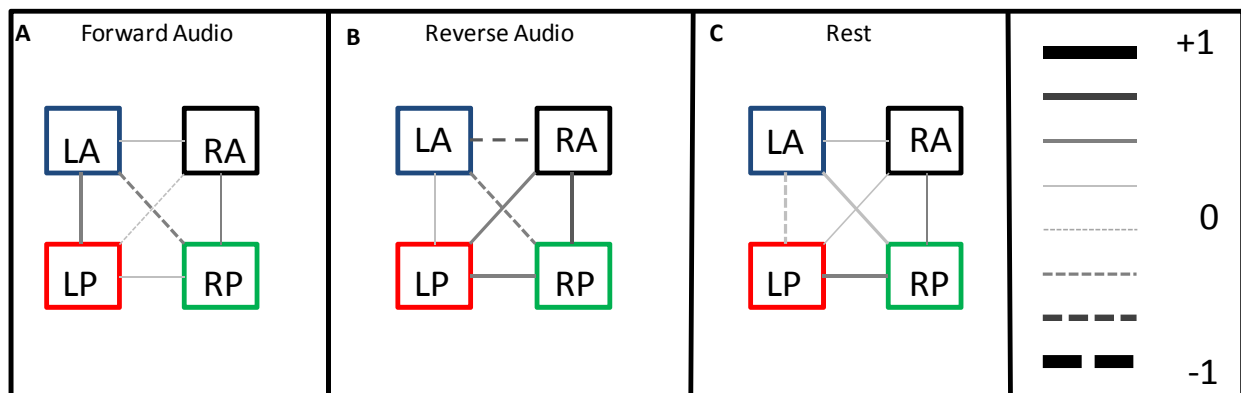 A Forward Audio
LA RA
LP RP
B Reverse Audio
LA RA
LP RP
C Rest
LA RA
LP RP
+1
0
-1